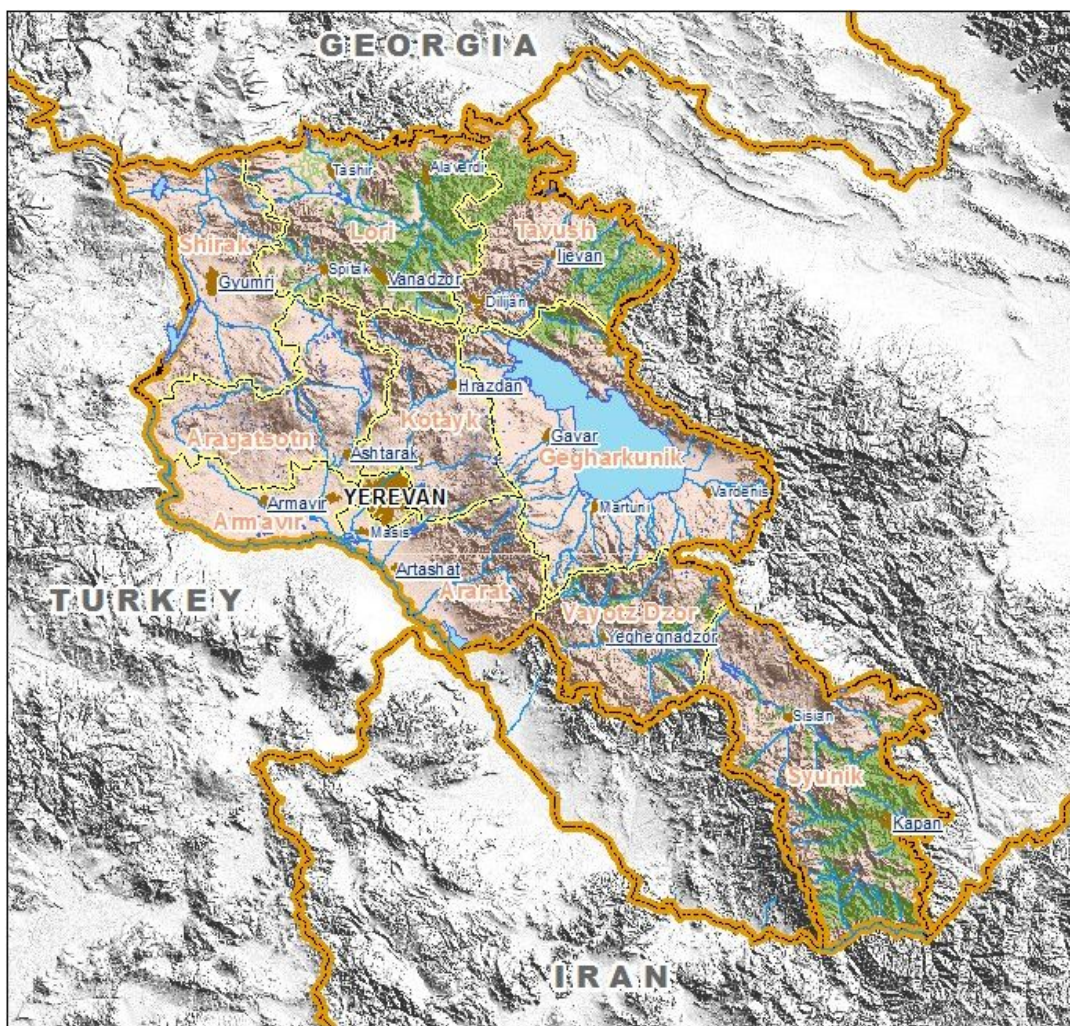 GEORGIA
Tashir
Alaverdi
Shirak
Lori
Tavush
Ijevan
Gyumri
Spitak
Vanadzor
Dilijan
Hrazdan
Kotayk
Aragatsotn
Gavar
Gegharkunik
Ashtarak
Vardenis
Armavir
YEREVAN
Martuni
Armavir
Masis
Artashat
TURKEY
Ararat
Vayotz Dzor
Yeghegnadzor
Sisian
Syunik
Kapan
IRAN